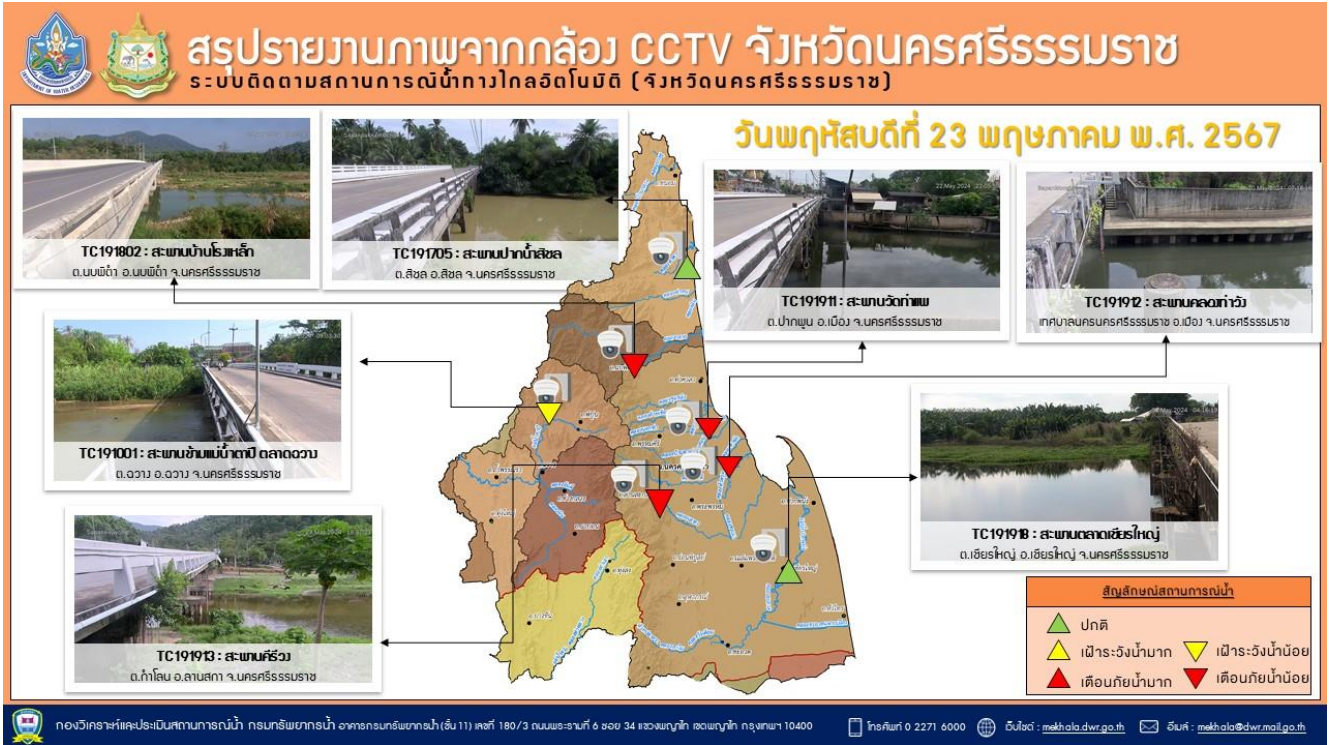 สรุปรายงานภาพจากกล้อง CCTV จังหวัดนครศรีธรรมราช
ระบบติดตามสถานการณ์น้ำทางไกลอัตโนมัติ (จังหวัดนครศรีธรรมราช)
วันพฤหัสบดีที่ 23 พฤษภาคม พ.ศ. 2567
TC191802 : สะพานบ้านโรงเหล็ก
ต.นบพิตำ อ.นบพิตำ จ.นครศรีธรรมราช
TC191705 : สะพานปากน้ำสิชล
ต.สิชล อ.สิชล จ.นครศรีธรรมราช
22 May 2024
TC191911 : สะพานวัดท่าแพ
ต.ปากพูน อ.เมือง จ.นครศรีธรรมราช
TC191912 : สะพานคลองท่าวัง
เทศบาลนครนครศรีธรรมราช อ.เมือง จ.นครศรีธรรมราช
TC191001 : สะพานข้ามแม่น้ำตาปี ตลาดฉวาง
ต.ฉวาง อ.ฉวาง จ.นครศรีธรรมราช
TC191918 : สะพานตลาดเชียรใหญ่
ต.เชียรใหญ่ อ.เชียรใหญ่ จ.นครศรีธรรมราช
TC191913 : สะพานคีรีวง
ต.กำโลน อ.ลานสกา จ.นครศรีธรรมราช
สัญลักษณ์สถานการณ์น้ำ
ปกติ
เฝ้าระวังน้ำมาก เฝ้าระวังน้ำน้อย
เตือนภัยน้ำมาก เตือนภัยน้ำน้อย
กองวิเคราะห์และประเมินสถานการณ์น้ำ กรมทรัพยากรน้ำ อาคารกรมทรัพยากรน้ำ (ชั้น 11) เลขที่ 180/3 ถนนพระรามที่ 6 ซอย 34 แขวงพญาไท เขตพญาไท กรุงเทพฯ 10400 โทรศัพท์ 0 2271 6000 เว็บไซต์ : mekhala.dwr.go.th อีเมล์ : mekhala@dwr.mail.go.th